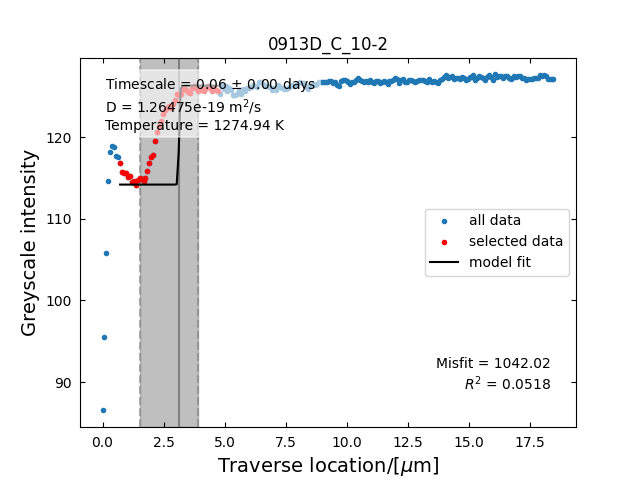 0913D_C_10-2
Timescale = 0.06 ± 0.00 days
D = 1.26475e-19 m²/s
Temperature = 1274.94 K
Greyscale intensity
120
110
100
90
all data
selected data
model fit
Misfit = 1042.02
R² = 0.0518
0.0 2.5 5.0 7.5 10.0 12.5 15.0 17.5
Traverse location/[μm]